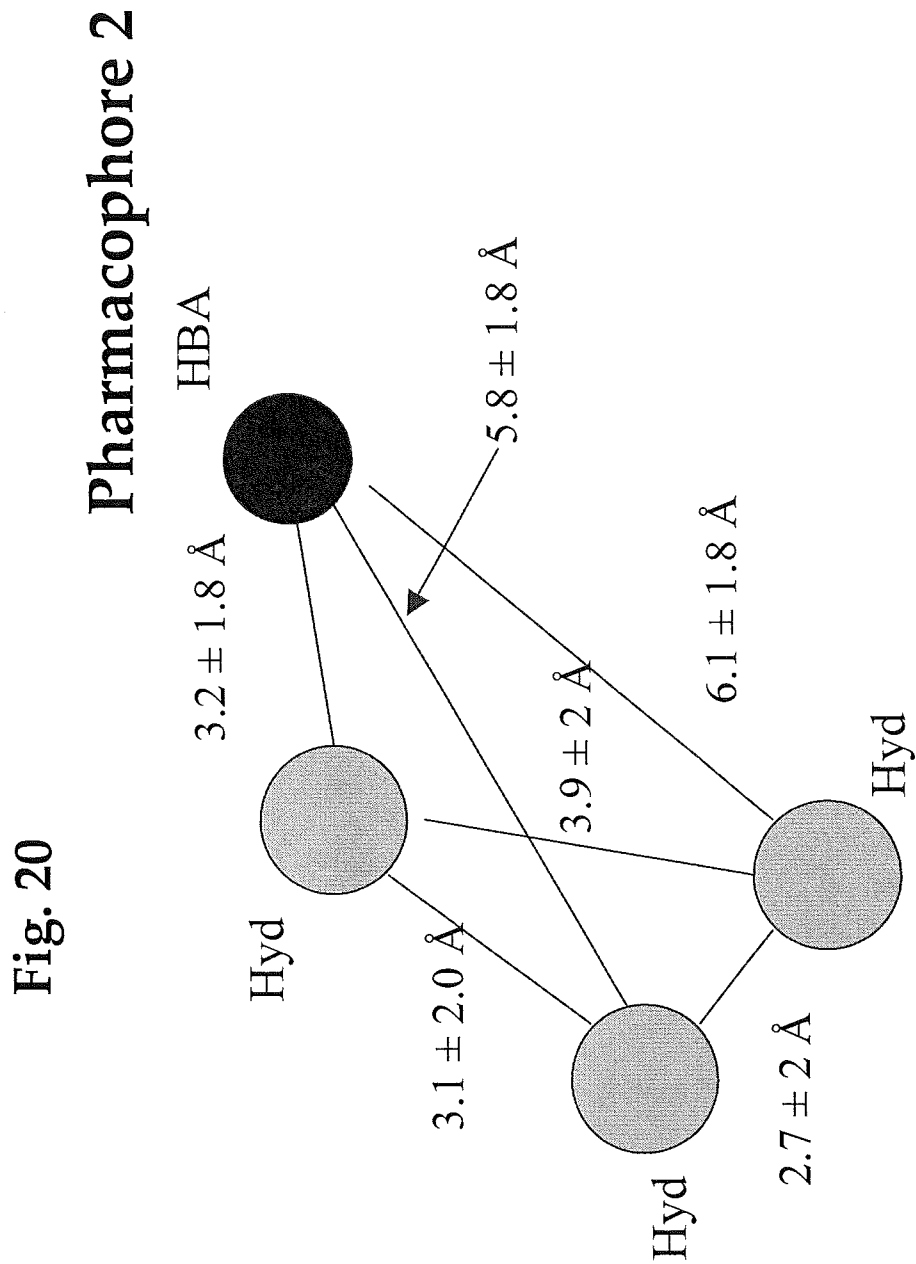 Fig. 20
Pharmacophore 2
HBA
3.2 ± 1.8 Å
Hyd
5.8 ± 1.8 Å
3.1 ± 2.0 Å
3.9 ± 2 Å
6.1 ± 1.8 Å
Hyd
2.7 ± 2 Å
Hyd